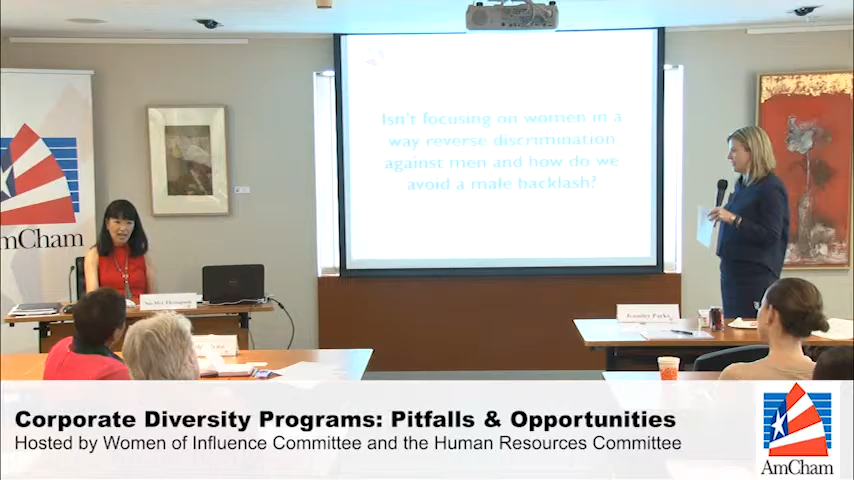 Isn't focusing on women in a
way reverse discrimination
against men and how do we
avoid a male backlash?
mCham
Corporate Diversity Programs: Pitfalls & Opportunities
Hosted by Women of Influence Committee and the Human Resources Committee
AmCham